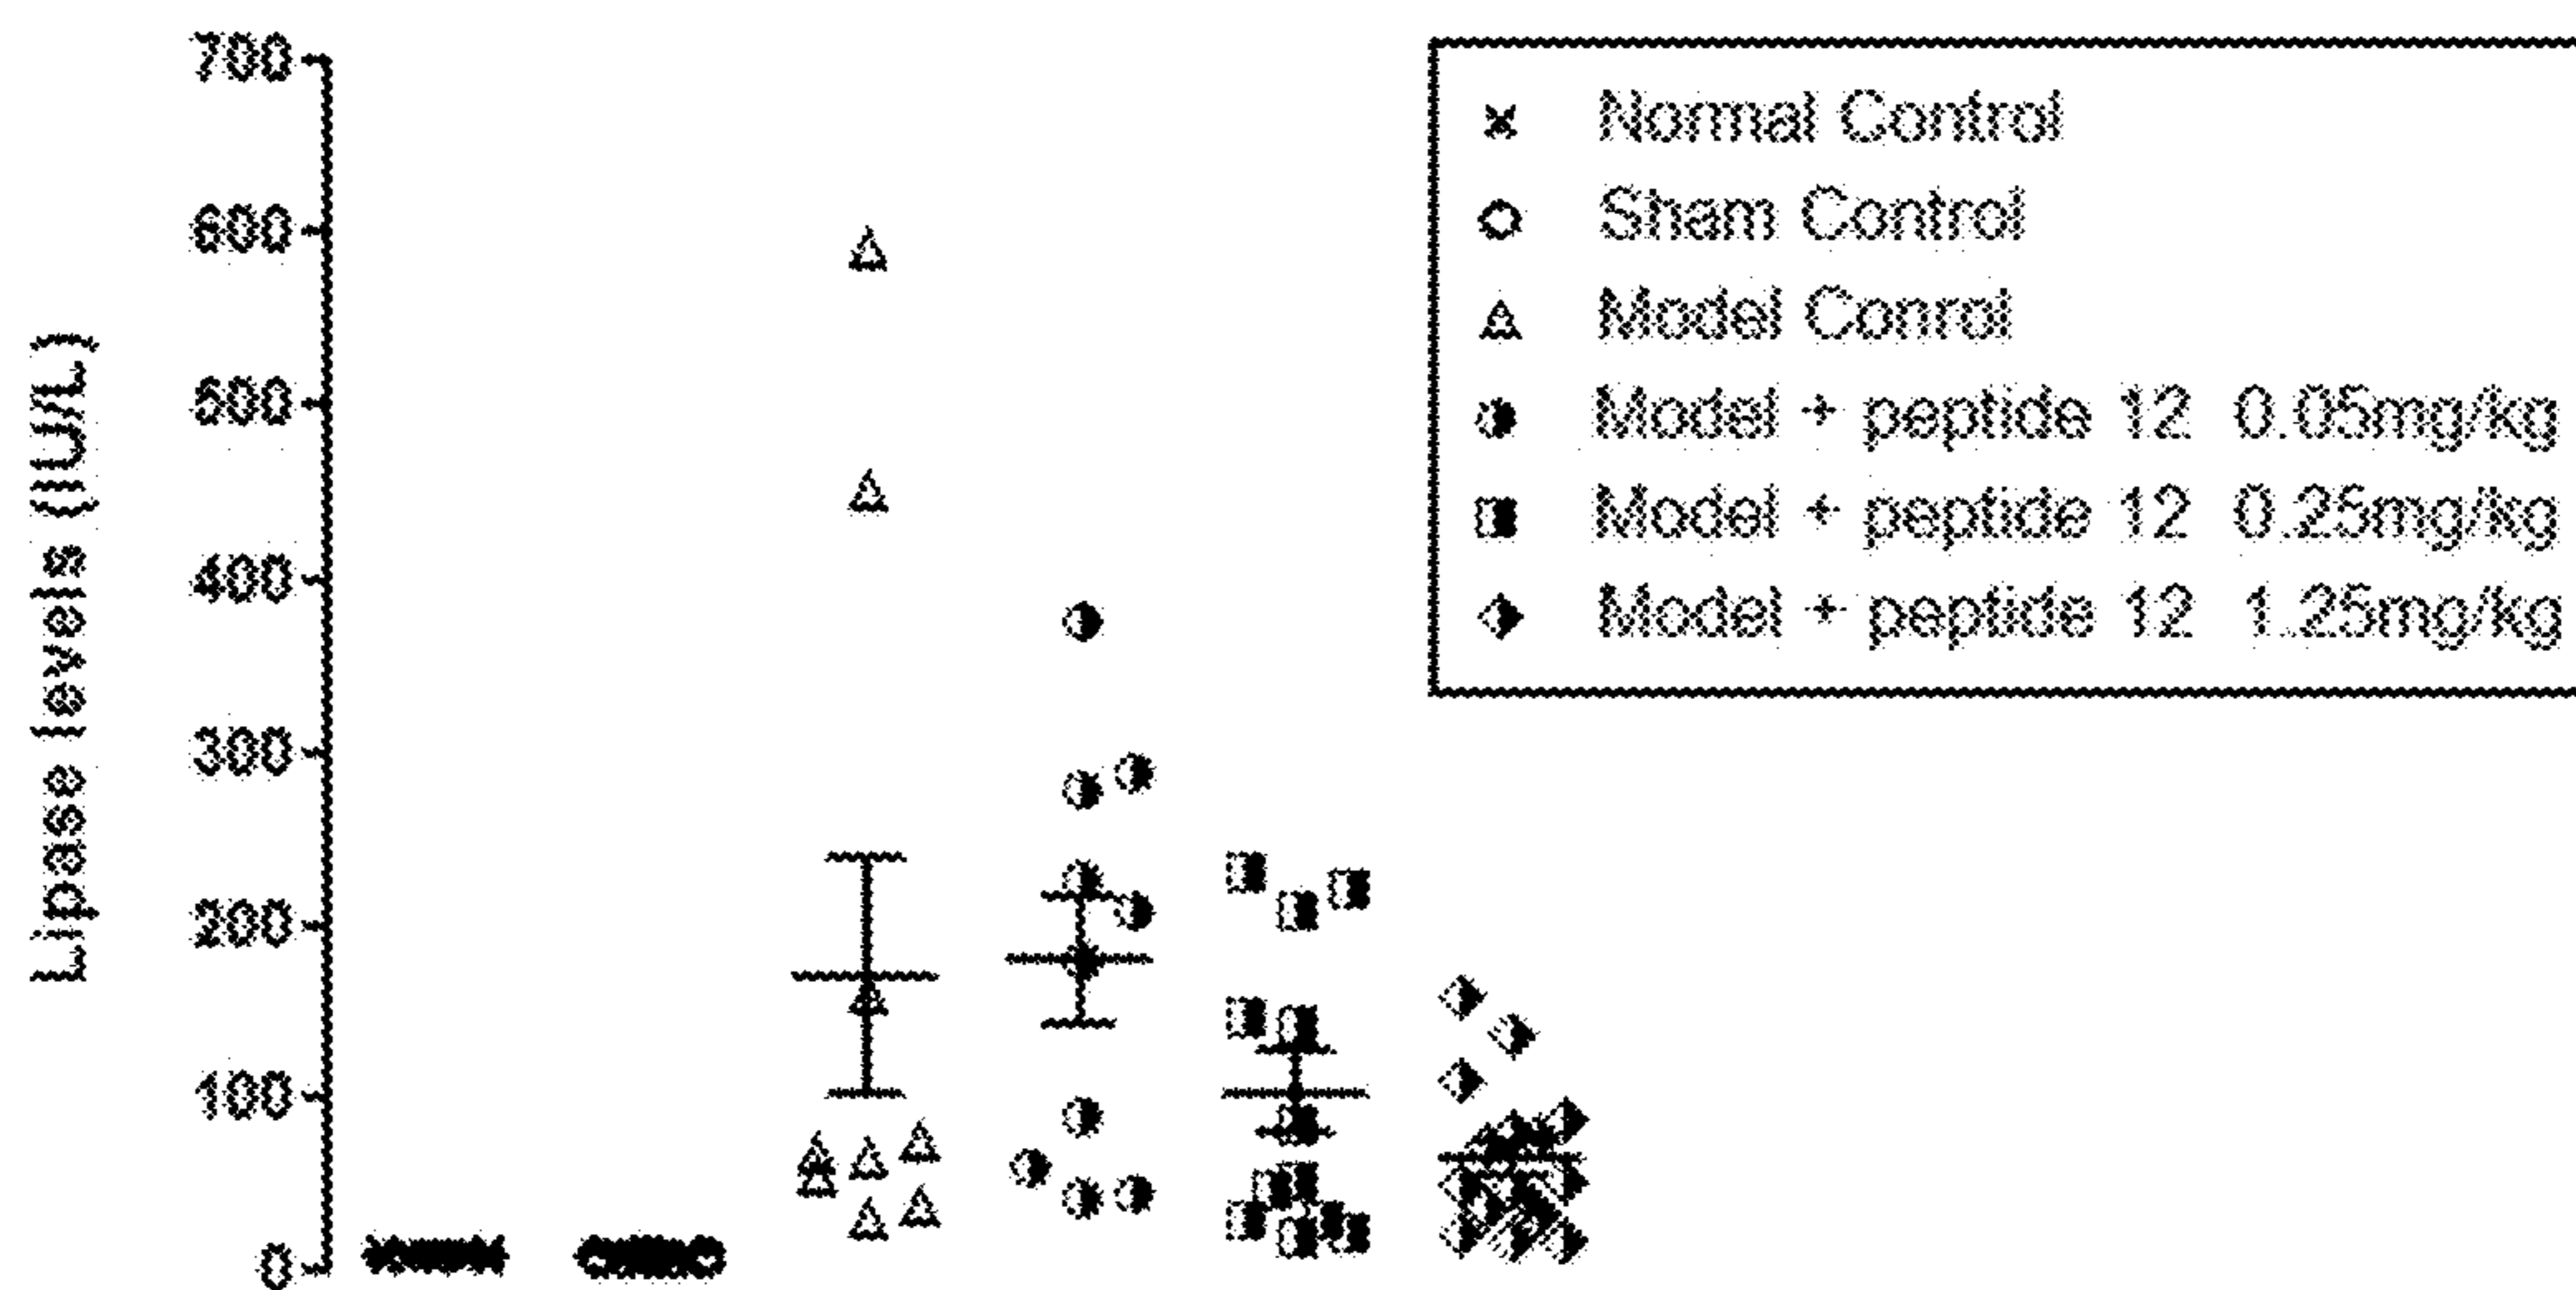 Lipase levels (IU/L)
700
600
500
400
300
200
100
0
Normal Control
Sham Control
Model Conrol
Model + peptide 12 0.05mg/kg
Model + peptide 12 0.25mg/kg
Model + peptide 12 1.25mg/kg